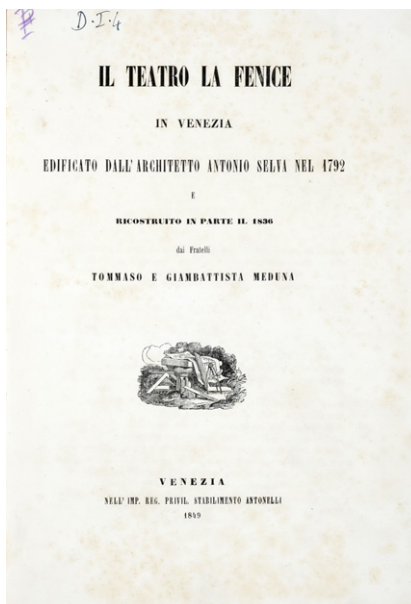 D. I. 4
IL TEATRO LA FENICE
IN VENEZIA
EDIFICATO DALL'ARCHITETTO ANTONIO SELVA NEL 1792
E
RICOSTRUITO IN PARTE IL 1836
dai Fratelli
TOMMASO E GIAMBATTISTA MEDUNA
VENEZIA
NELL' IMP. REG. PRIVIL. STABILIMENTO ANTONELLI
1849